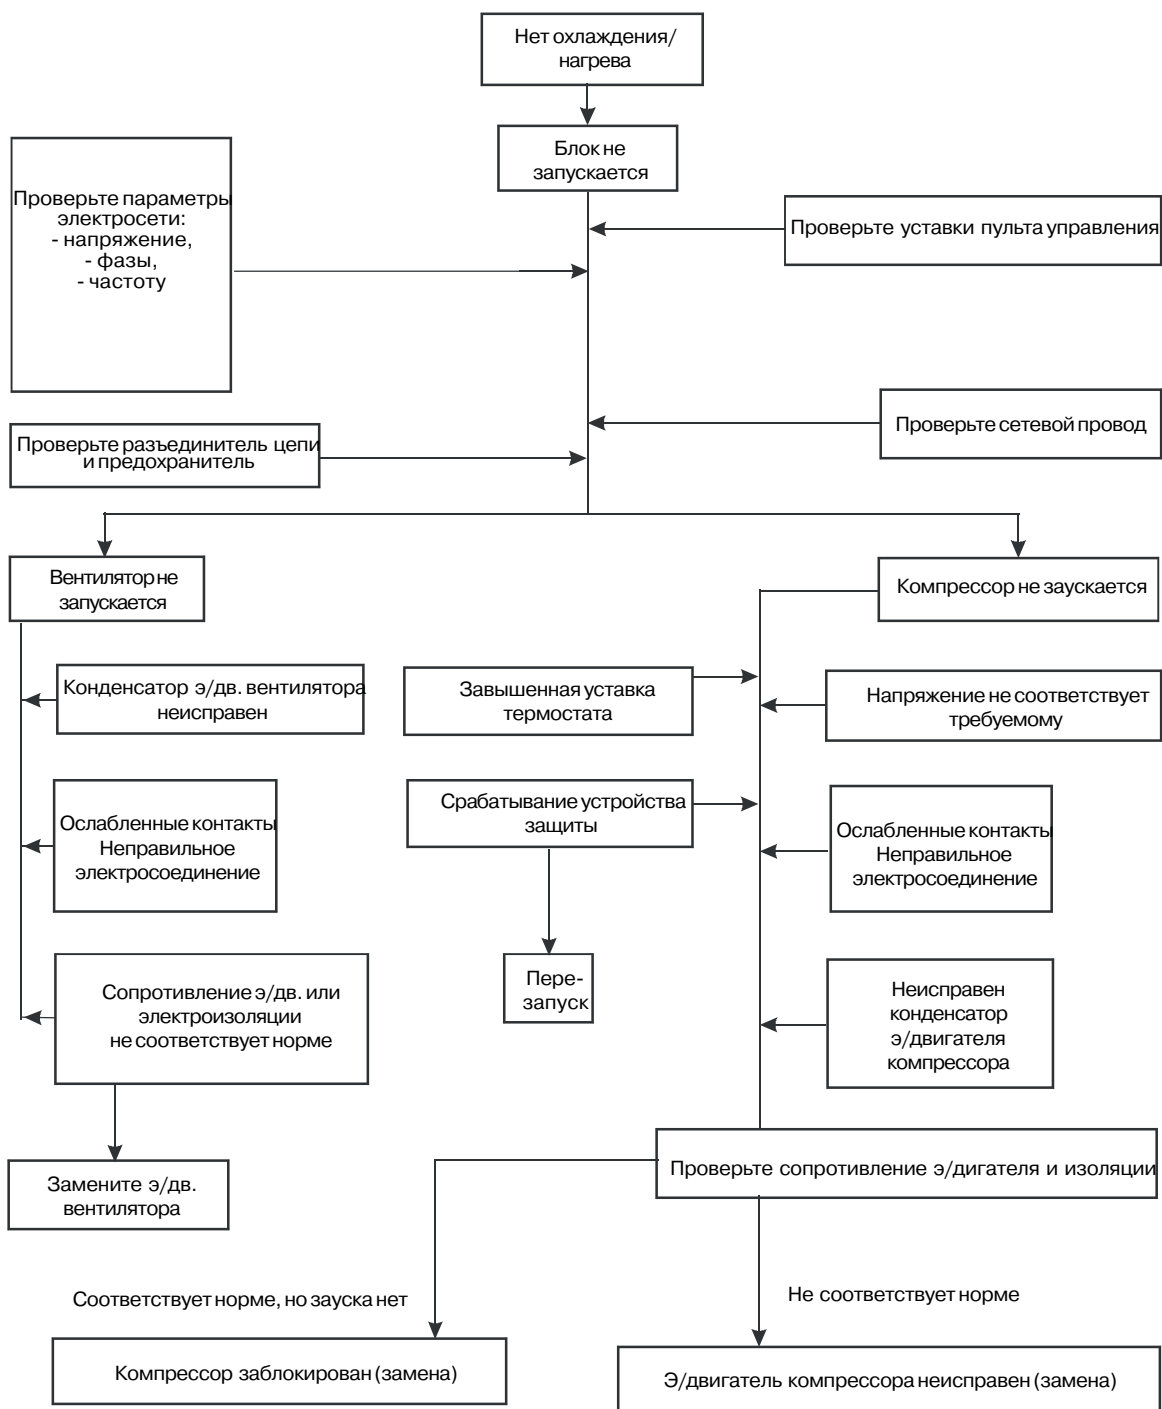 Нет охлаждения/
нагрева
Блок не
запускается
Проверьте параметры
электросети:
- напряжение,
- фазы,
- частоту
Проверьте уставки пульта управления
Проверьте сетевой провод
Проверьте разъединитель цепи
и предохранитель
Вентилятор не
запускается
Компрессор не заускается
Конденсатор э/дв. вентилятора
неисправен
Завышенная уставка
термостата
Напряжение не соответствует
требуемому
Ослабленные контакты
Неправильное
электросоединение
Срабатывание устройства
защиты
Ослабленные контакты
Неправильное
электросоединение
Сопротивление э/дв. или
электроизоляции
не соответствует норме
Пере-
запуск
Неисправен
конденсатор
э/двигателя
компрессора
Замените э/дв.
вентилятора
Проверьте сопротивление э/дигателя и изоляции
Соответствует норме, но зауска нет
Не соответствует норме
Компрессор заблокирован (замена)
Э/двигатель компрессора неисправен (замена)